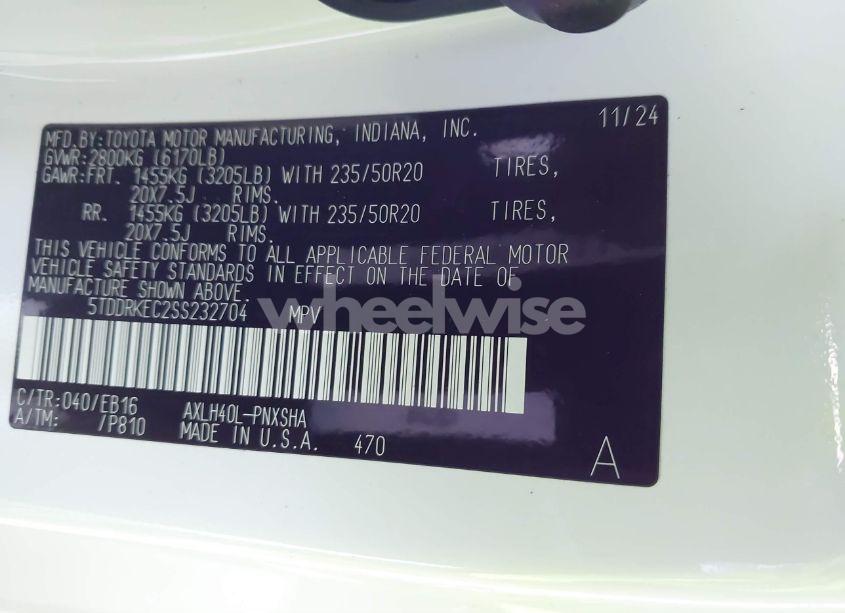 MFD.BY:TOYOTA MOTOR MANUFACTURING, INDIANA, INC. 11/24
GVWR:2800KG (6170LB)
GAWR:FRT. 1455KG (3205LB) WITH 235/50R20 TIRES,
20X7.5J RIMS.
RR. 1455KG (3205LB) WITH 235/50R20 TIRES,
20X7.5J RIMS.
THIS VEHICLE CONFORMS TO ALL APPLICABLE FEDERAL MOTOR
VEHICLE SAFETY STANDARDS IN EFFECT ON THE DATE OF
MANUFACTURE SHOWN ABOVE.
5TDDRKEC2SS232704 MPV
wheelwise
C/TR:040/EB16 AXLH40L-PNXSHA
A/TM: /P810 MADE IN U.S.A. 470 A